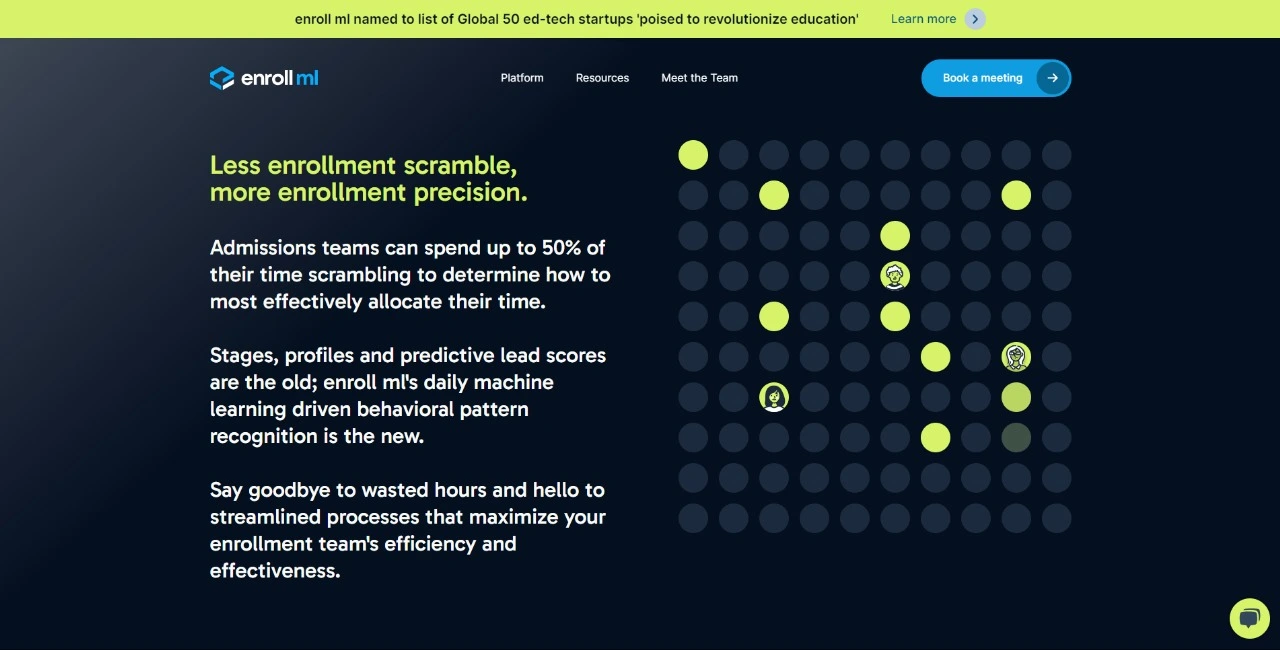 enroll ml named to list of Global 50 ed-tech startups 'poised to revolutionize education'
Learn more
enroll ml
Platform
Resources
Meet the Team
Book a meeting
Less enrollment scramble,
more enrollment precision.
Admissions teams can spend up to 50% of
their time scrambling to determine how to
most effectively allocate their time.
Stages, profiles and predictive lead scores
are the old; enroll ml's daily machine
learning driven behavioral pattern
recognition is the new.
Say goodbye to wasted hours and hello to
streamlined processes that maximize your
enrollment team's efficiency and
effectiveness.